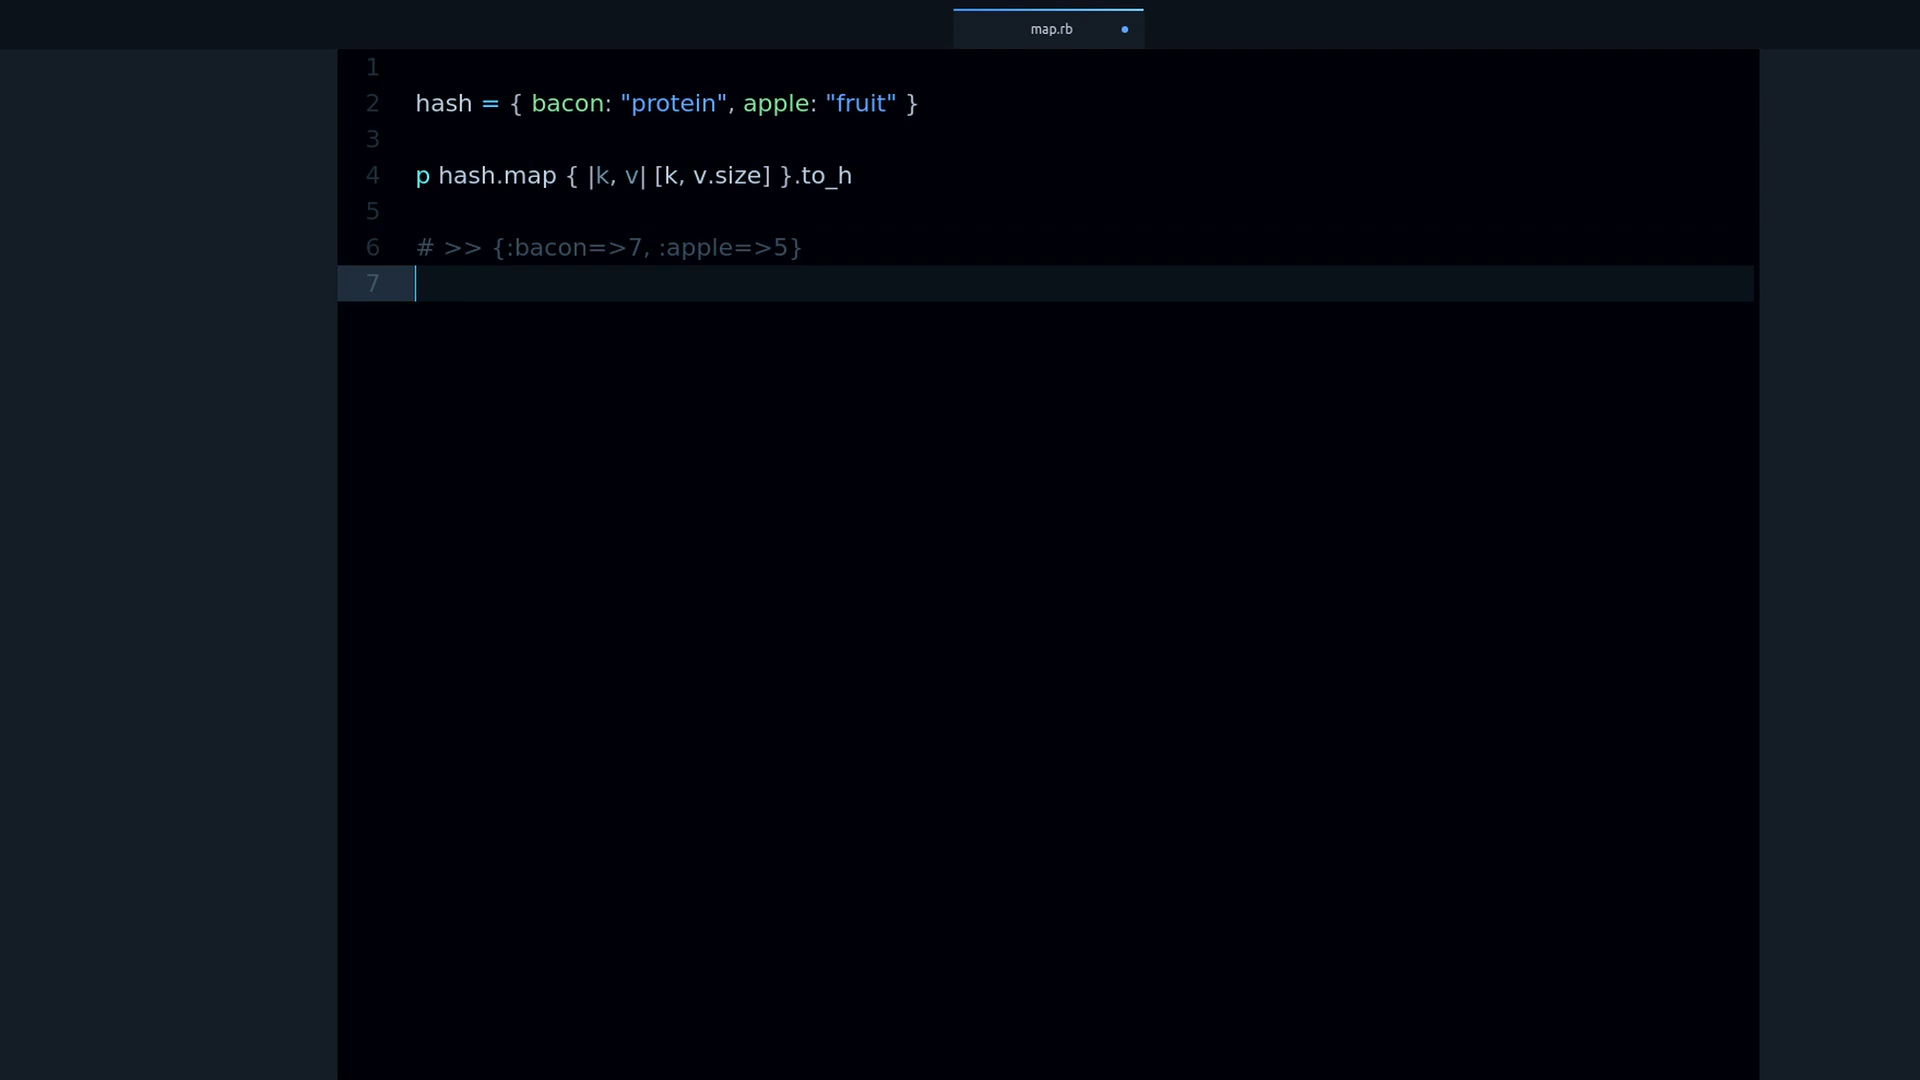 map.rb
1
2 hash = { bacon: "protein", apple: "fruit" }
3
4 p hash.map { |k, v| [k, v.size] }.to_h
5
6 # >> {:bacon=>7, :apple=>5}
7